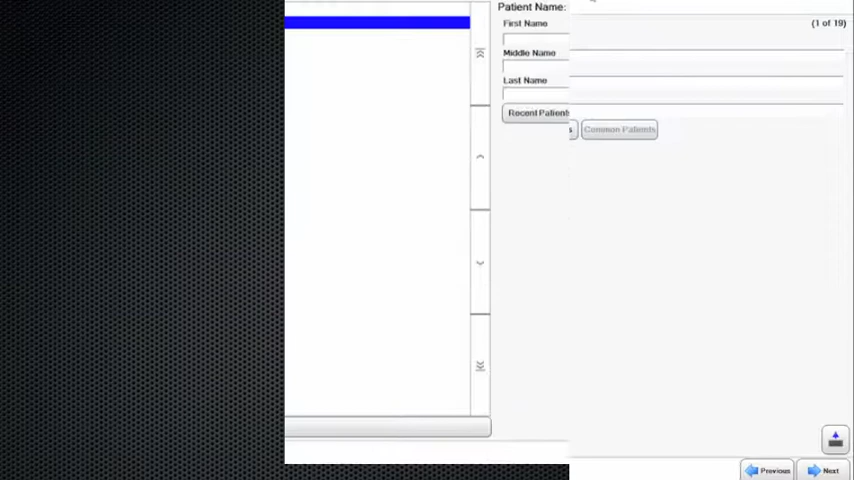 Patient Name:
First Name
(1 of 19)
Middle Name
Last Name
Recent Patients
Common Patients
Previous
Next